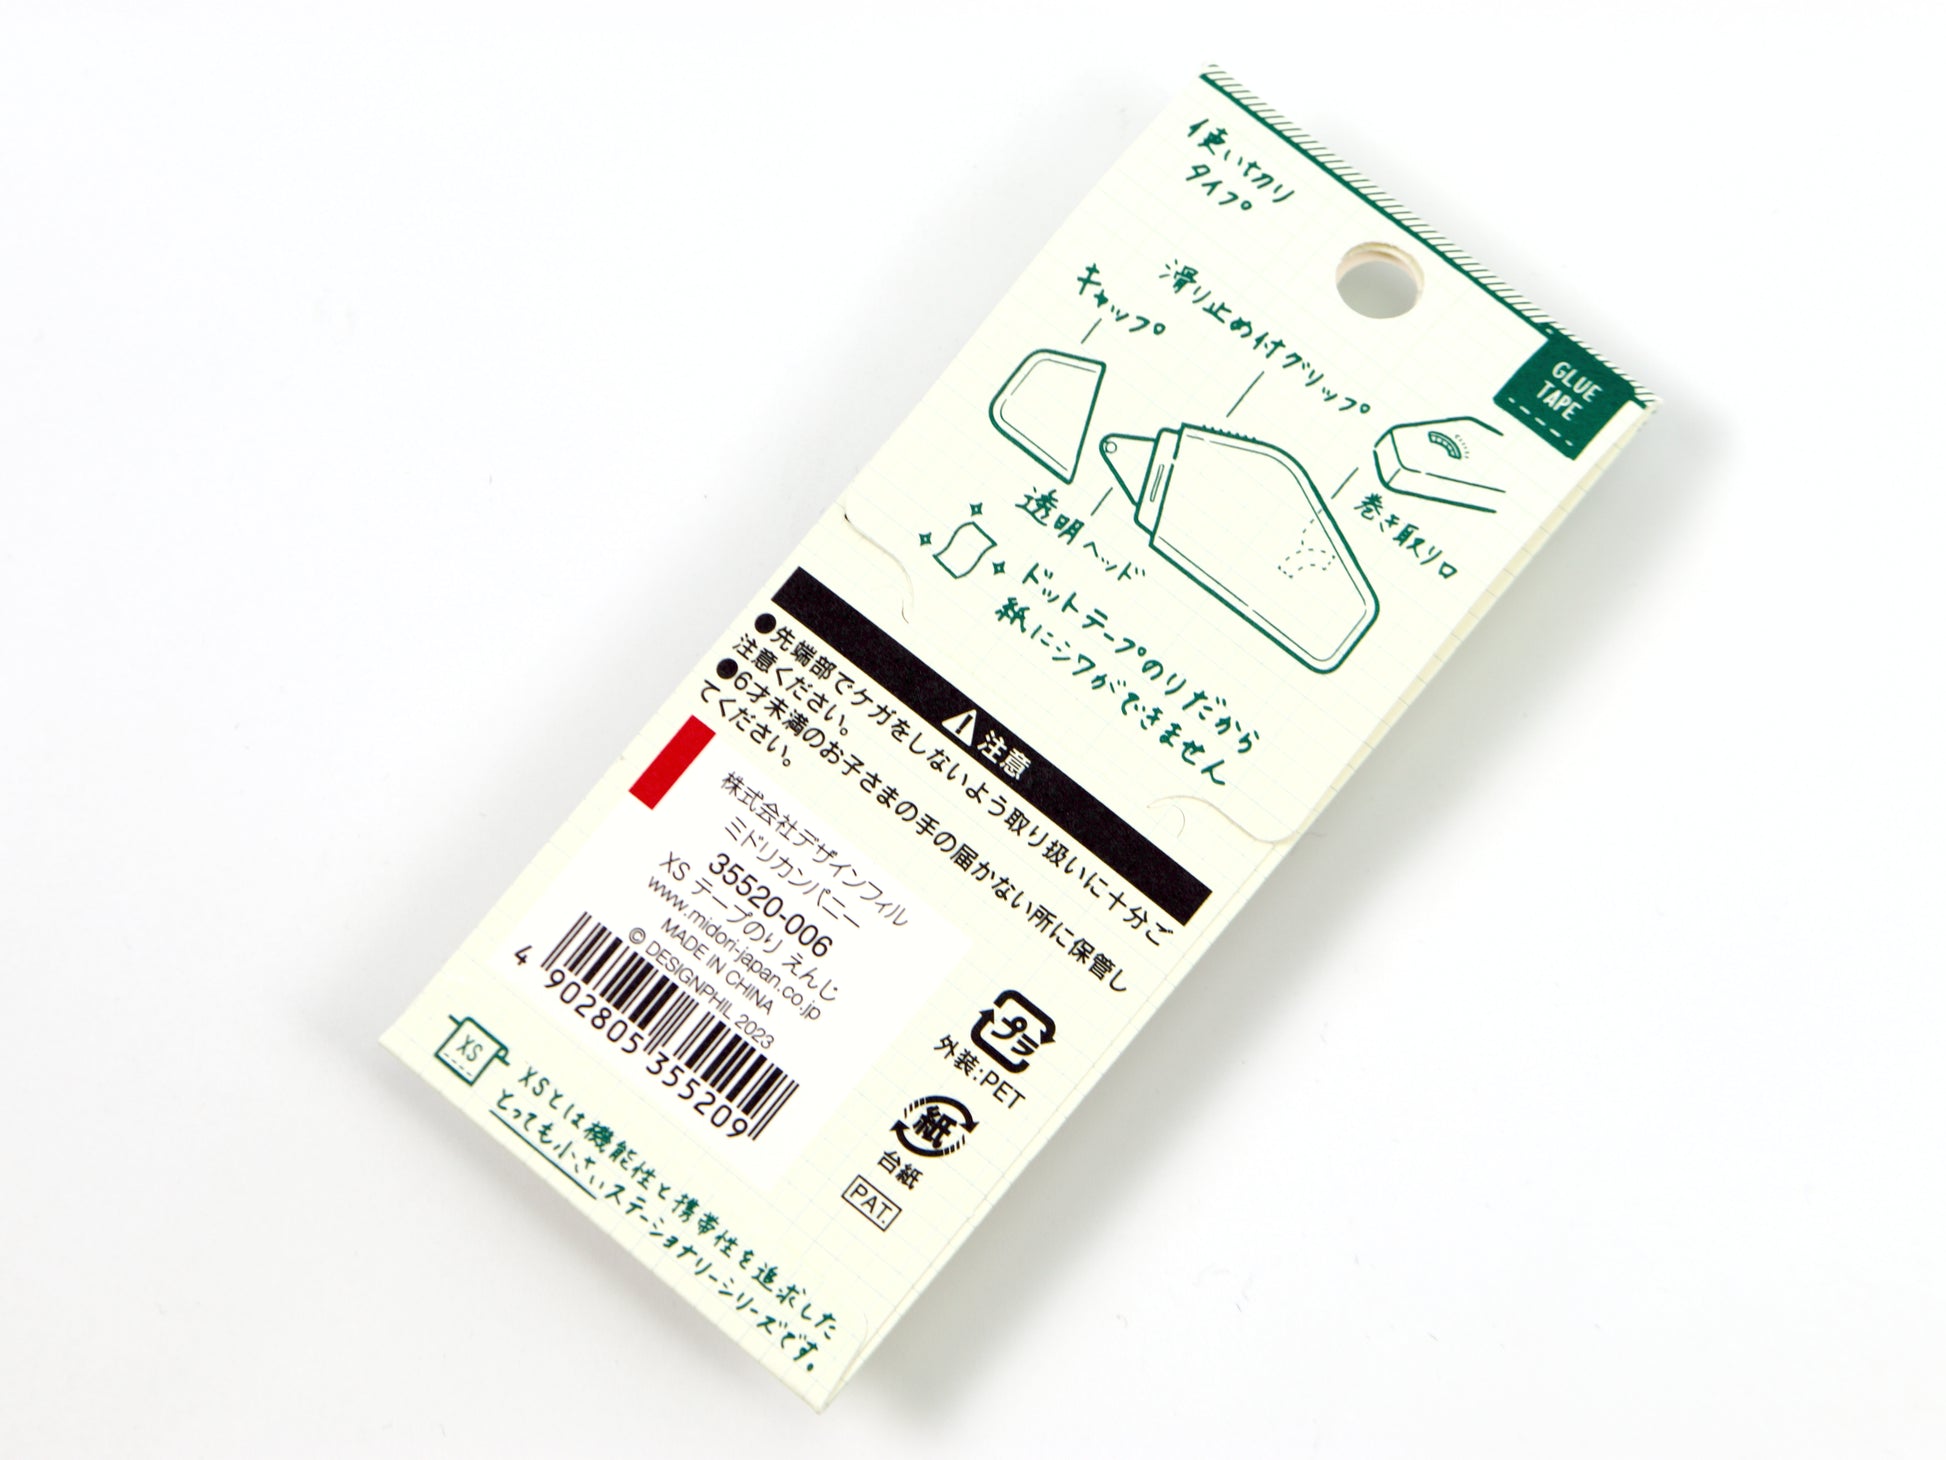 使い切り
タイプ
GLUE
TAPE
キャップ
滑り止め付グリップ
巻き取り口
透明ヘッド
ドットテープのりだから
紙にシワができません
注意
●先端部でケガをしないよう取り扱いに十分ご
注意ください。
●6才未満のお子さまの手の届かない所に保管し
てください。
株式会社デザインフィル
ミドリカンパニー
35520-006
XS テープのり えんじ
www.midori-japan.co.jp
MADE IN CHINA
© DESIGNPHIL 2023
4 902805 355209
プラ
外装:PET
紙
台紙
PAT.
XS
XSとは機能性と携帯性を追求した
とっても小さいステーショナリーシリーズです。